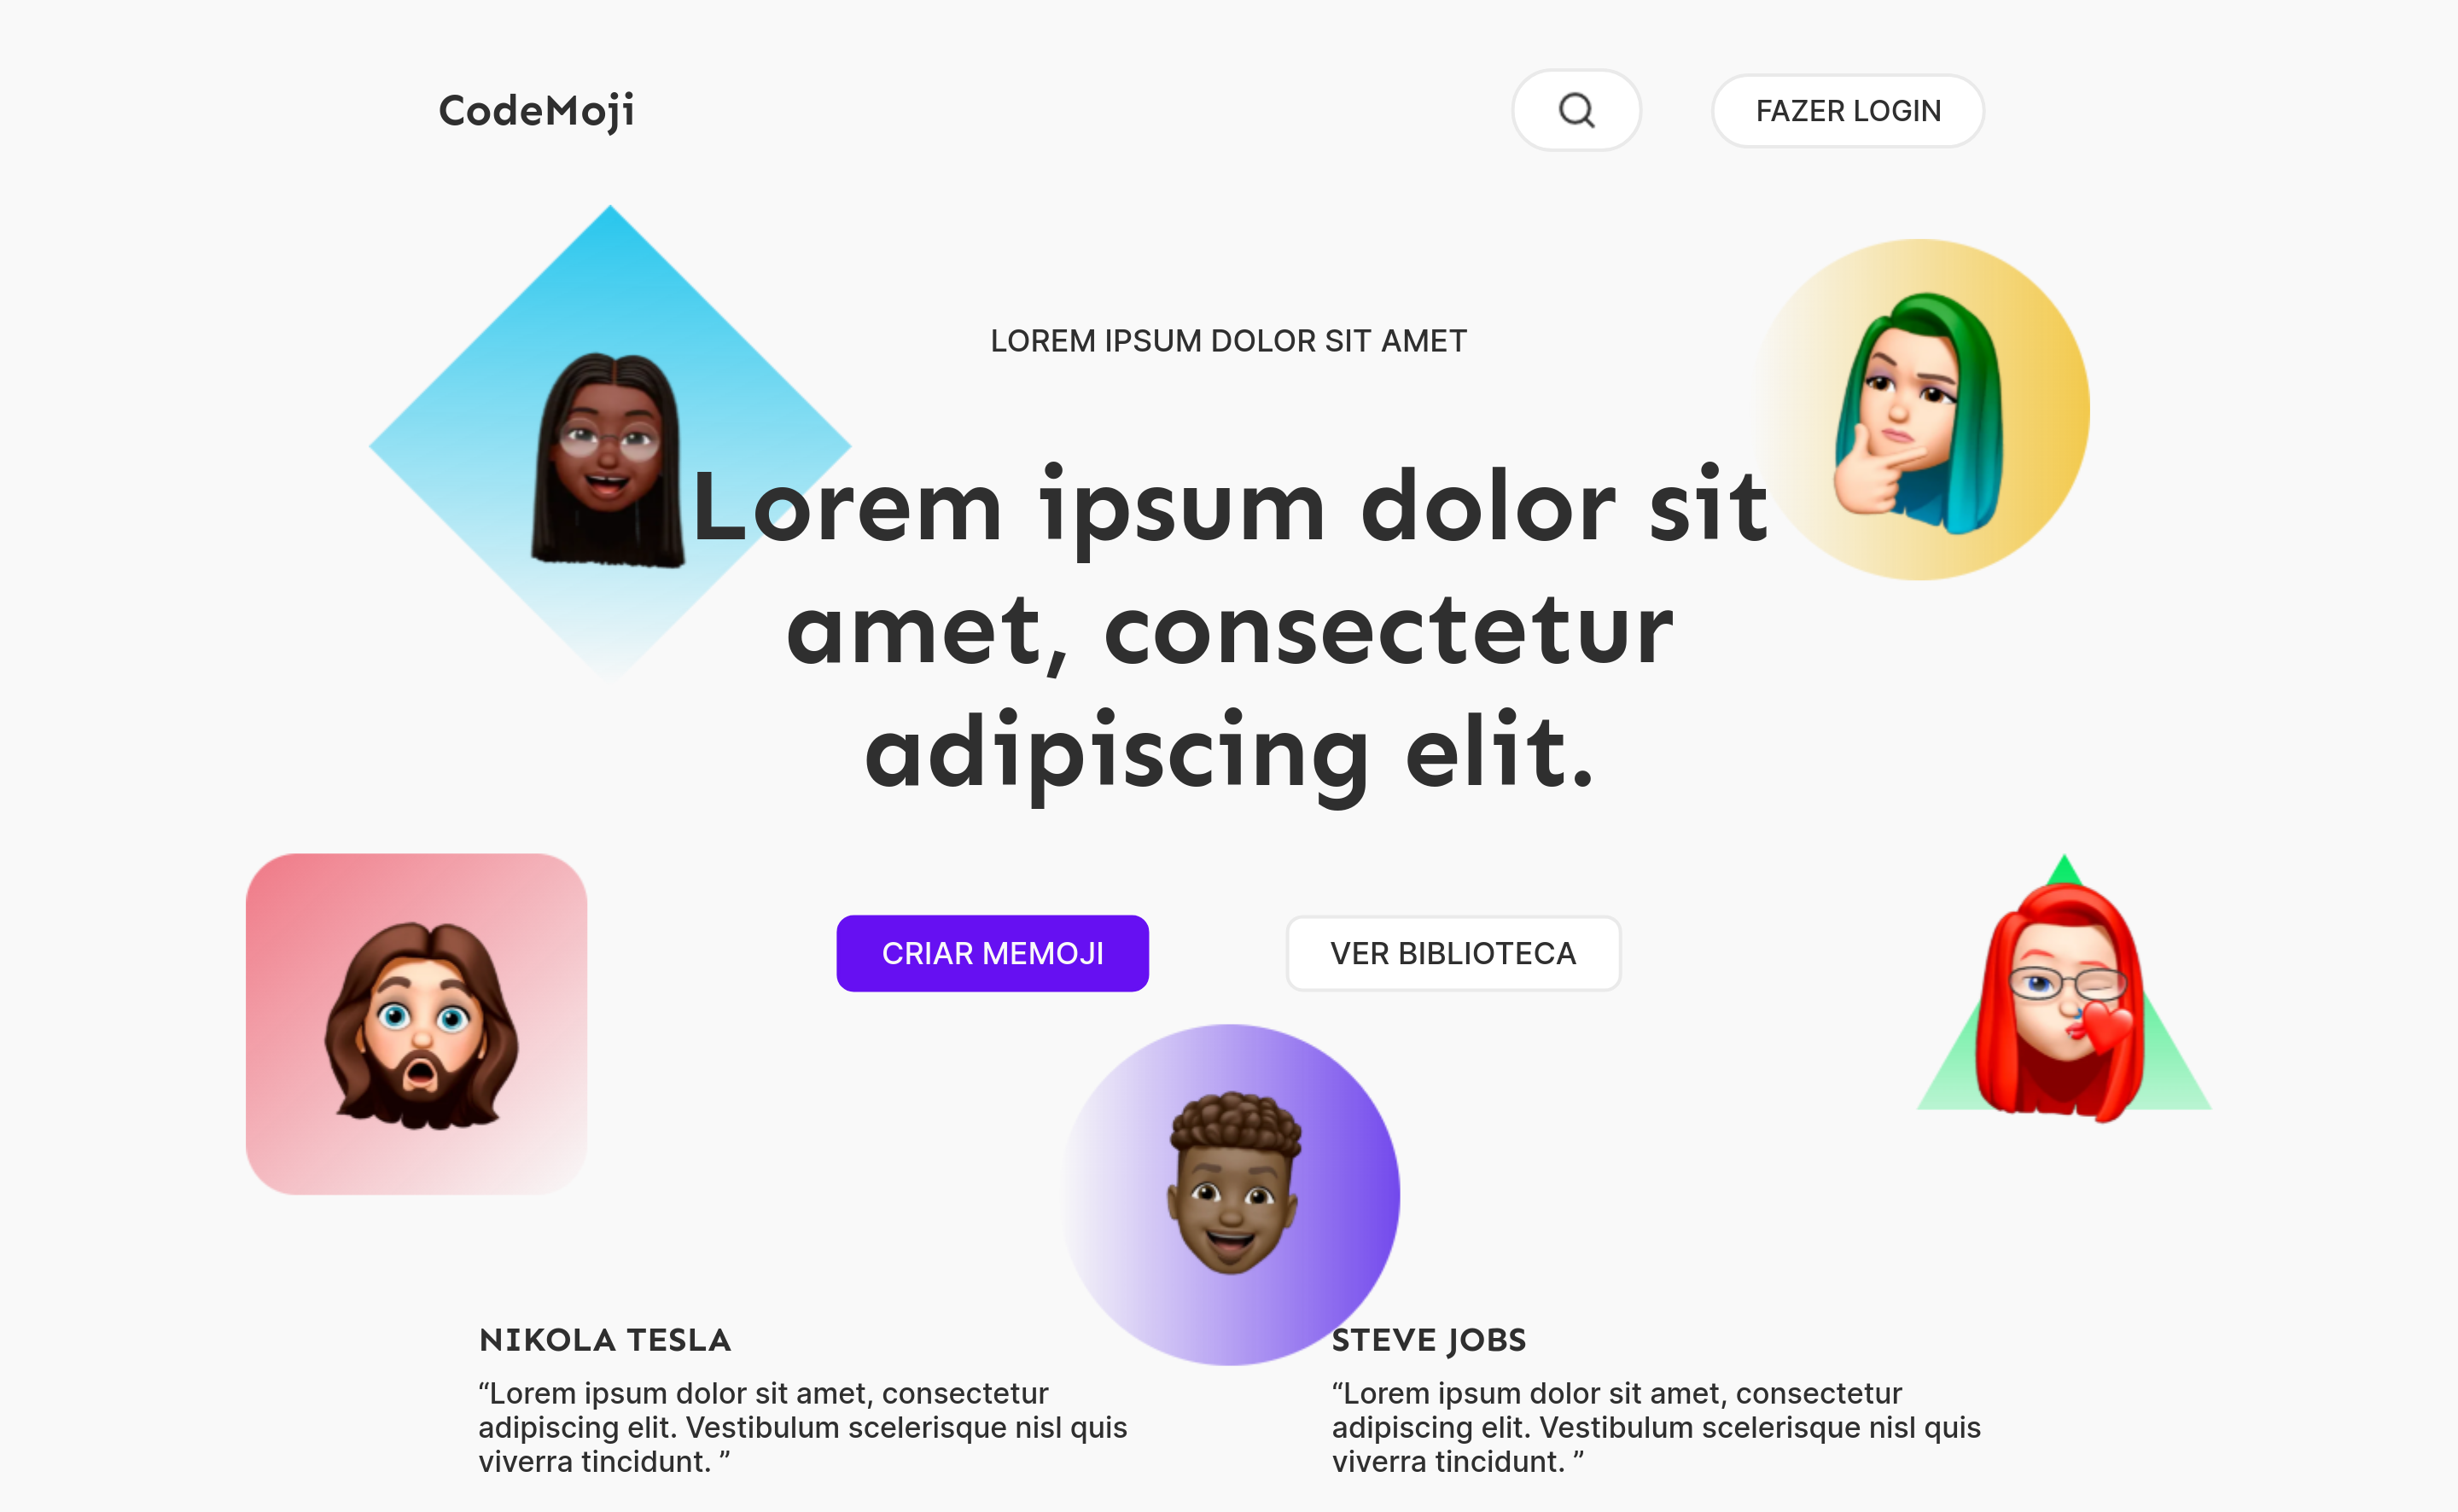 CodeMoji
FAZER LOGIN
LOREM IPSUM DOLOR SIT AMET
Lorem ipsum dolor sit
amet, consectetur
adipiscing elit.
CRIAR MEMOJI
VER BIBLIOTECA
NIKOLA TESLA
“Lorem ipsum dolor sit amet, consectetur
adipiscing elit. Vestibulum scelerisque nisl quis
viverra tincidunt. ”
STEVE JOBS
“Lorem ipsum dolor sit amet, consectetur
adipiscing elit. Vestibulum scelerisque nisl quis
viverra tincidunt. ”